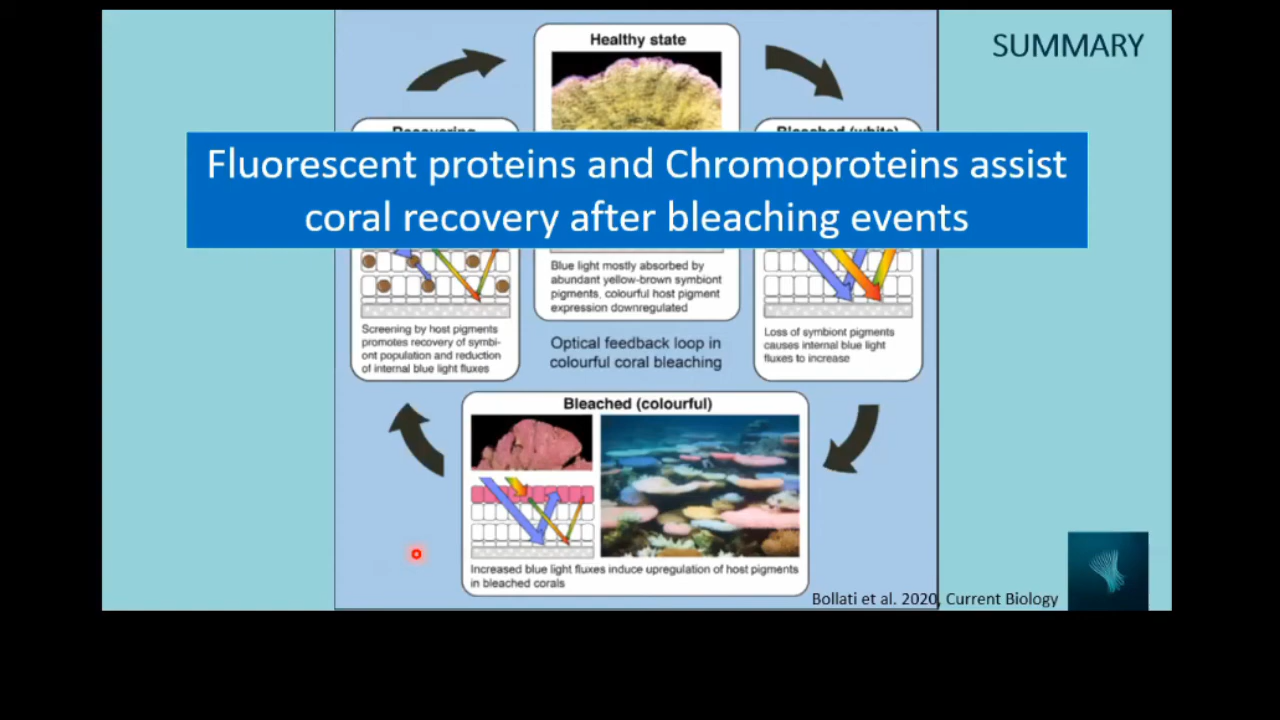 SUMMARY
Healthy state
Fluorescent proteins and Chromoproteins assist
coral recovery after bleaching events
Blue light mostly absorbed by
abundant yellow-brown symbiont
pigments, colourful host pigment
expression downregulated
Screening by host pigments
promotes recovery of symbi-
ont population and reduction
of internal blue light fluxes
Optical feedback loop in
colourful coral bleaching
Loss of symbiont pigments
causes internal blue light
fluxes to increase
Bleached (colourful)
Increased blue light fluxes induce upregulation of host pigments
in bleached corals
Bollati et al. 2020, Current Biology